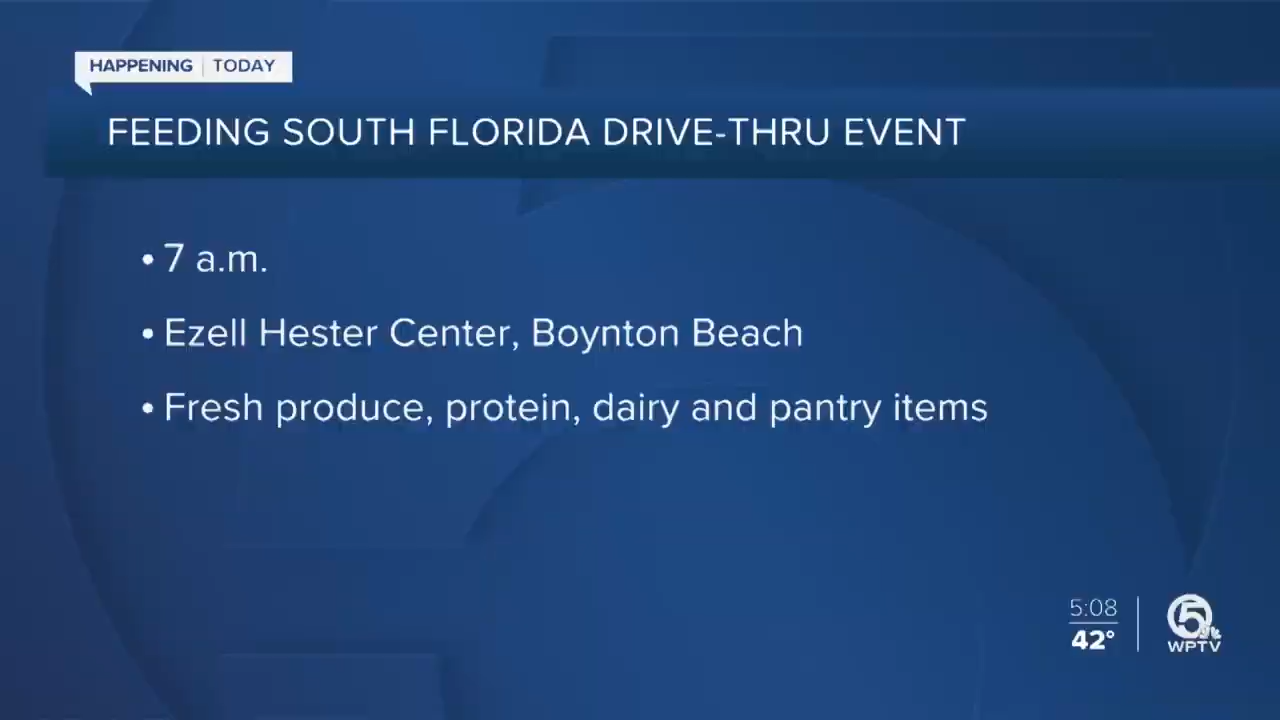 HAPPENING | TODAY
FEEDING SOUTH FLORIDA DRIVE-THRU EVENT
• 7 a.m.
• Ezell Hester Center, Boynton Beach
• Fresh produce, protein, dairy and pantry items
5:08
42°
5
WPTV